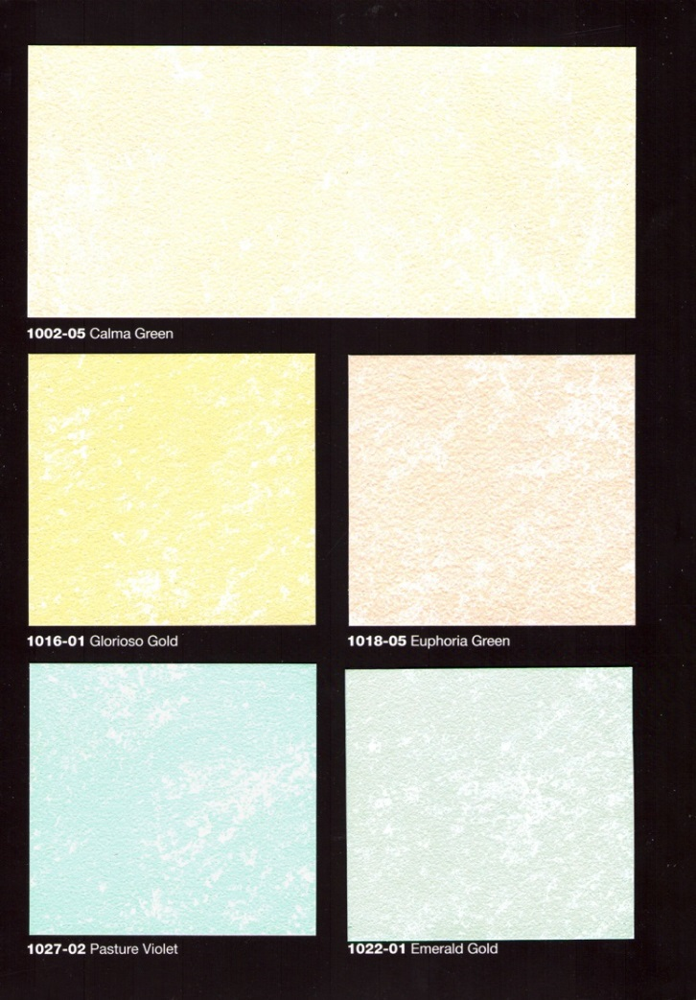 1002-05 Calma Green
1016-01 Glorioso Gold
1018-05 Euphoria Green
1027-02 Pasture Violet
1022-01 Emerald Gold